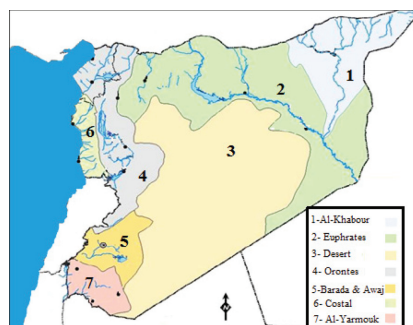 1
2
3
6
4
5
7
N
1-Al-Khabour
2- Euphrates
3- Desert
4- Orontes
5-Barada & Awaj
6- Costal
7- Al-Yarmouk